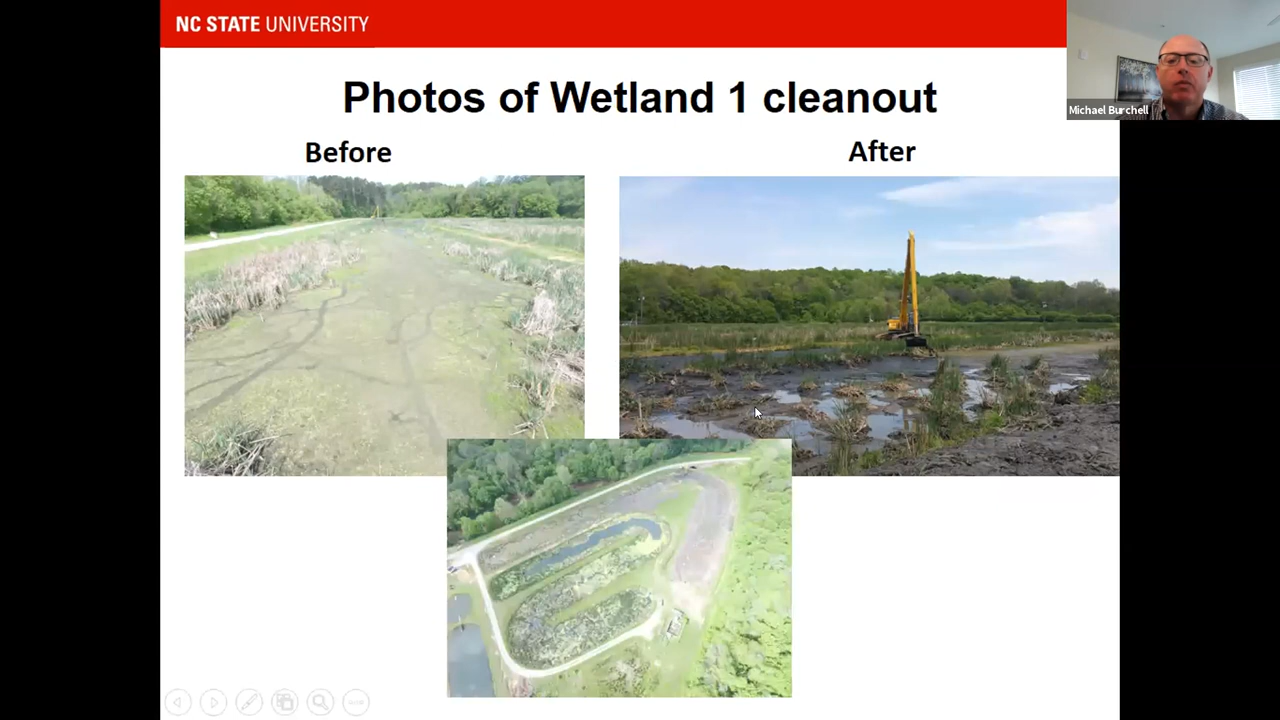 NC STATE UNIVERSITY
Photos of Wetland 1 cleanout
Before
After
Michael Burchell